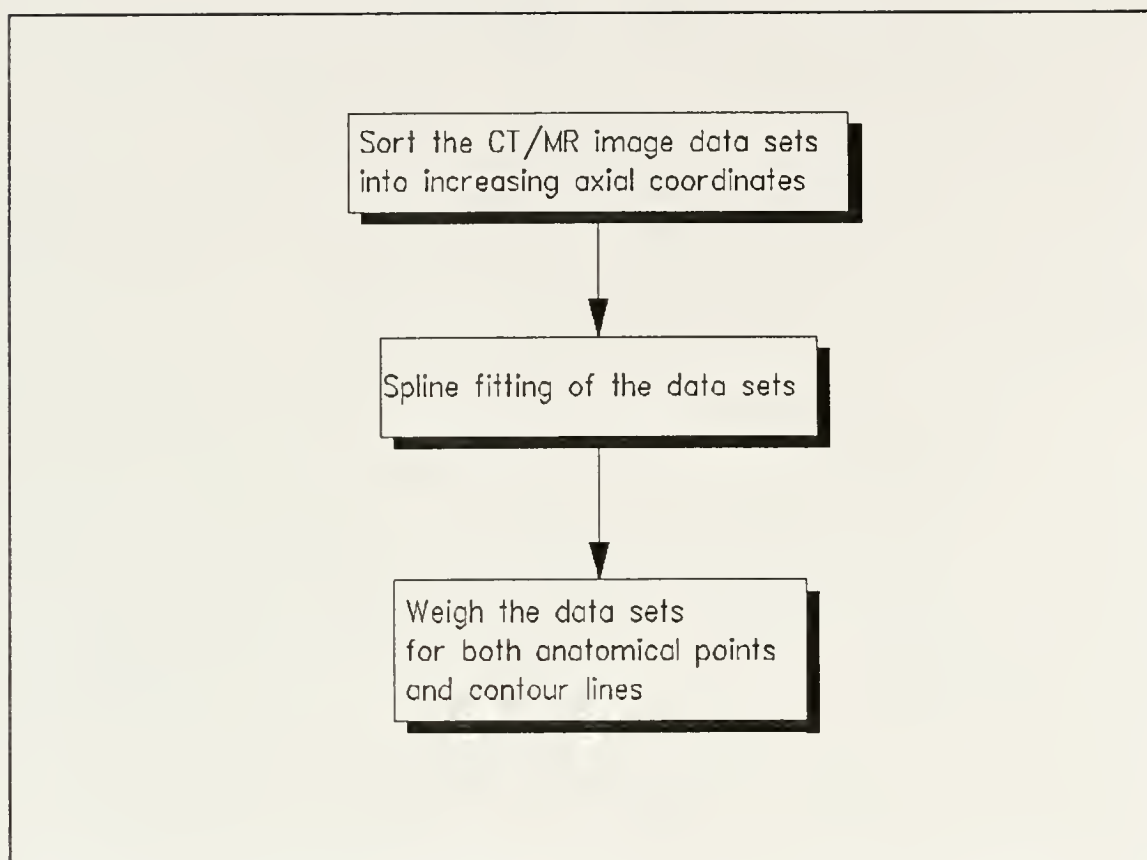 Sort the CT/MR image data sets
into increasing axial coordinates
Spline fitting of the data sets
Weigh the data sets
for both anatomical points
and contour lines